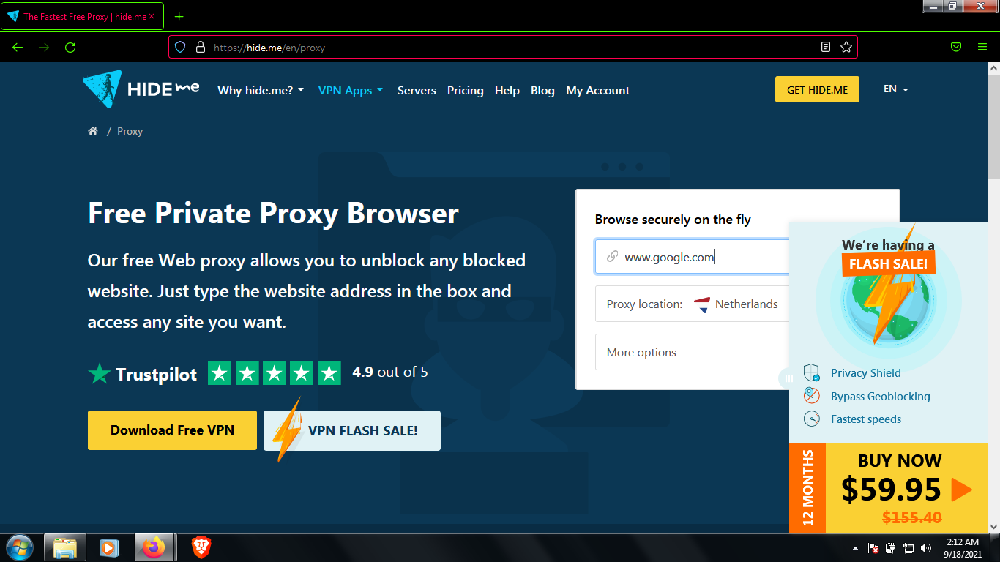 The Fastest Free Proxy | hide.me
https://hide.me/en/proxy
HIDE me
Why hide.me?
VPN Apps
Servers
Pricing
Help
Blog
My Account
GET HIDE.ME
EN
/ Proxy
Free Private Proxy Browser
Our free Web proxy allows you to unblock any blocked
website. Just type the website address in the box and
access any site you want.
Trustpilot
4.9 out of 5
Download Free VPN
VPN FLASH SALE!
Browse securely on the fly
www.google.com
Proxy location:
Netherlands
More options
We're having a
FLASH SALE!
Privacy Shield
Bypass Geoblocking
Fastest speeds
12 MONTHS
BUY NOW
$59.95
$155.40
2:12 AM
9/18/2021